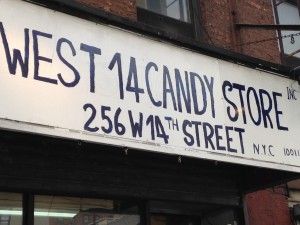 WEST 14 CANDY STORE INC
256 W 14TH STREET N.Y.C 10011